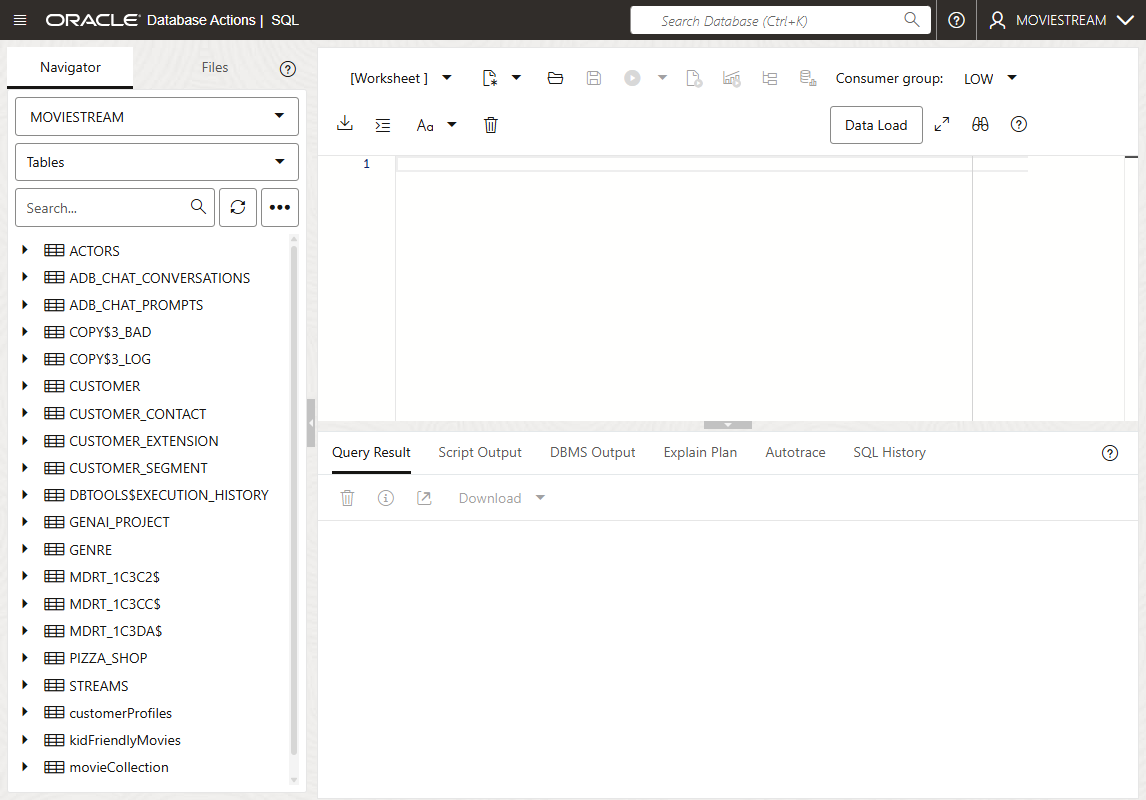 ORACLE Database Actions | SQL
Search Database (Ctrl+K)
MOVIESTREAM
Navigator
Files
MOVIESTREAM
Tables
Search...
ACTORS
ADB_CHAT_CONVERSATIONS
ADB_CHAT_PROMPTS
COPY$3_BAD
COPY$3_LOG
CUSTOMER
CUSTOMER_CONTACT
CUSTOMER_EXTENSION
CUSTOMER_SEGMENT
DBTOOLS$EXECUTION_HISTORY
GENAI_PROJECT
GENRE
MDRT_1C3C2$
MDRT_1C3CC$
MDRT_1C3DA$
PIZZA_SHOP
STREAMS
customerProfiles
kidFriendlyMovies
movieCollection
[Worksheet ]
Consumer group:
LOW
Aa
Data Load
1
Query Result
Script Output
DBMS Output
Explain Plan
Autotrace
SQL History
Download